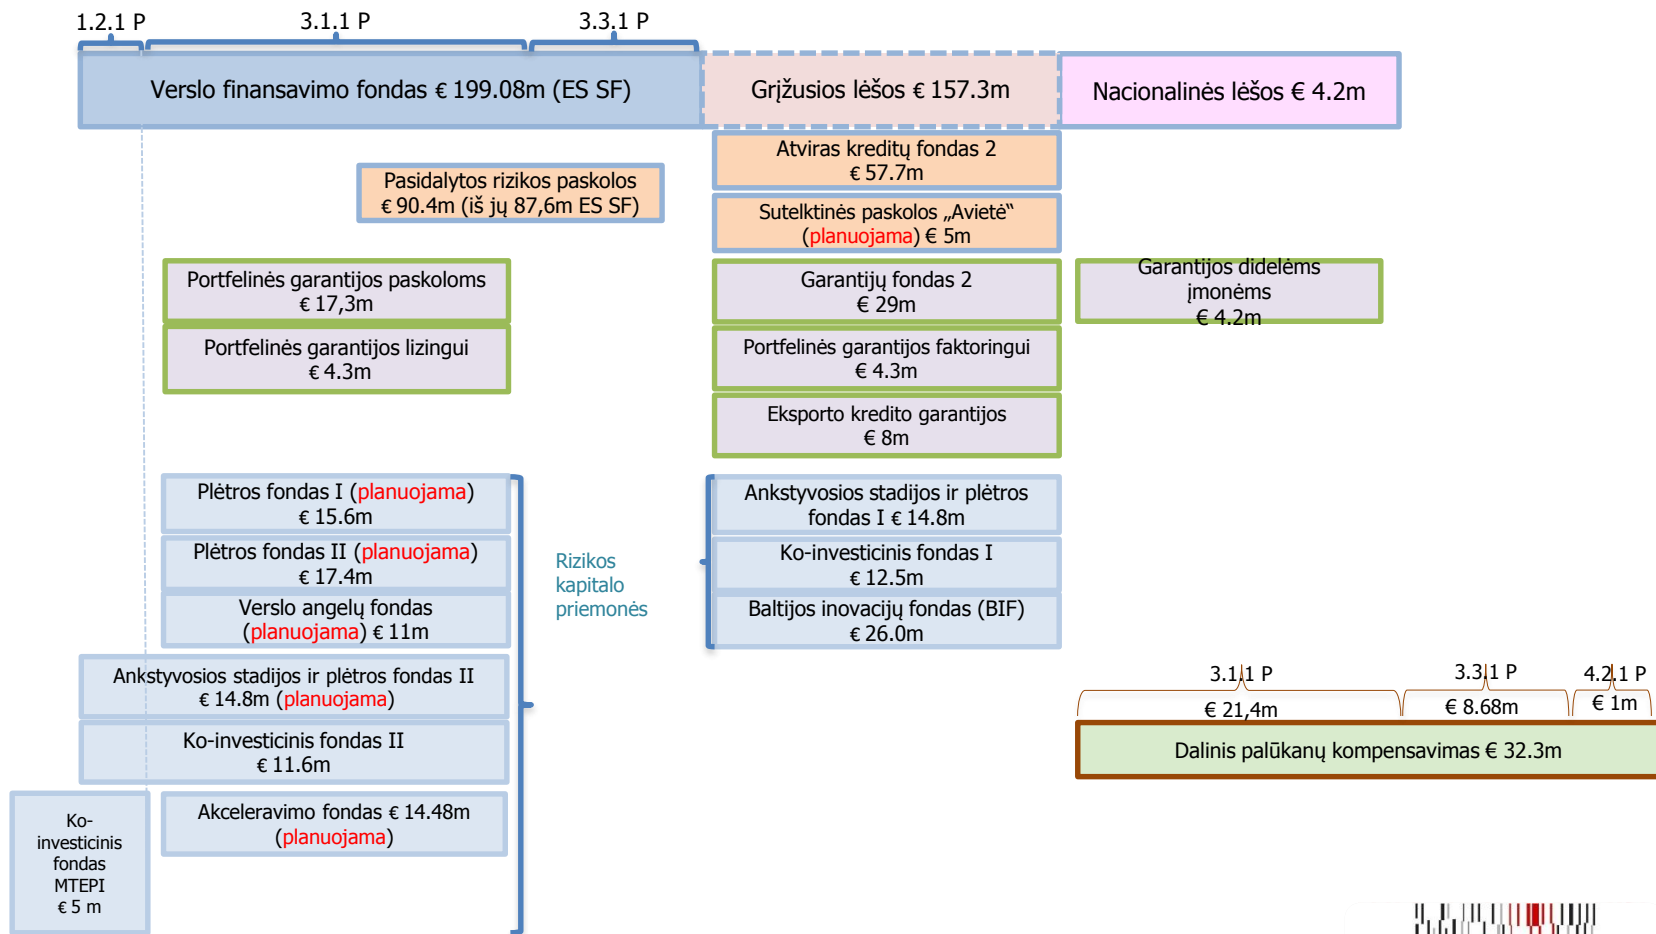 1.2.1 P
3.1.1 P
3.3.1 P
Verslo finansavimo fondas € 199.08m (ES SF)
Grįžusios lėšos € 157.3m
Nacionalinės lėšos € 4.2m
Pasidalytos rizikos paskolos
€ 90.4m (iš jų 87,6m ES SF)
Atviras kreditų fondas 2
€ 57.7m
Sutelktinės paskolos „Avietė“
(planuojama) € 5m
Portfelinės garantijos paskoloms
€ 17,3m
Garantijų fondas 2
€ 29m
Garantijos didelėms
įmonėms
€ 4.2m
Portfelinės garantijos lizingui
€ 4.3m
Portfelinės garantijos faktoringui
€ 4.3m
Eksporto kredito garantijos
€ 8m
Plėtros fondas I (planuojama)
€ 15.6m
Plėtros fondas II (planuojama)
€ 17.4m
Verslo angelų fondas
(planuojama) € 11m
Ankstyvosios stadijos ir plėtros fondas II
€ 14.8m (planuojama)
Ko-investicinis fondas II
€ 11.6m
Akceleravimo fondas € 14.48m
(planuojama)
Ko-
investicinis
fondas
MTEPI
€ 5 m
Rizikos
kapitalo
priemonės
Ankstyvosios stadijos ir plėtros
fondas I € 14.8m
Ko-investicinis fondas I
€ 12.5m
Baltijos inovacijų fondas (BIF)
€ 26.0m
3.1.1 P
3.3.1 P
4.2.1 P
€ 21,4m
€ 8.68m
€ 1m
Dalinis palūkanų kompensavimas € 32.3m